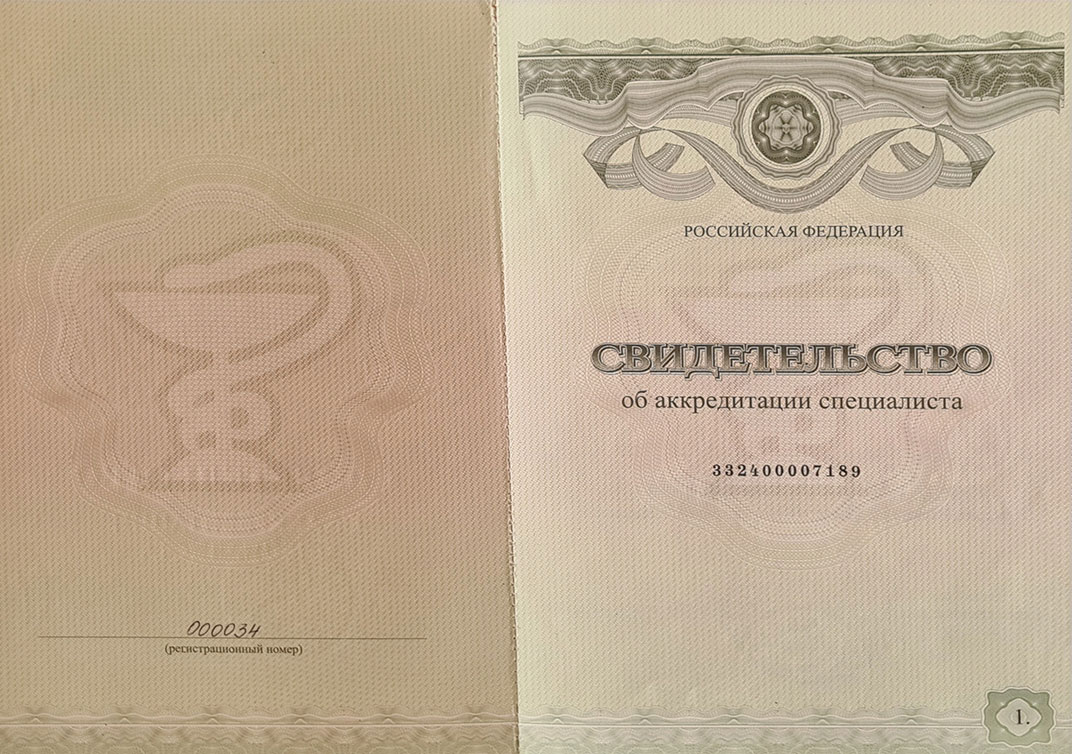 000034
(регистрационный номер)
РОССИЙСКАЯ ФЕДЕРАЦИЯ
СВИДЕТЕЛЬСТВО
об аккредитации специалиста
332400007189
1.